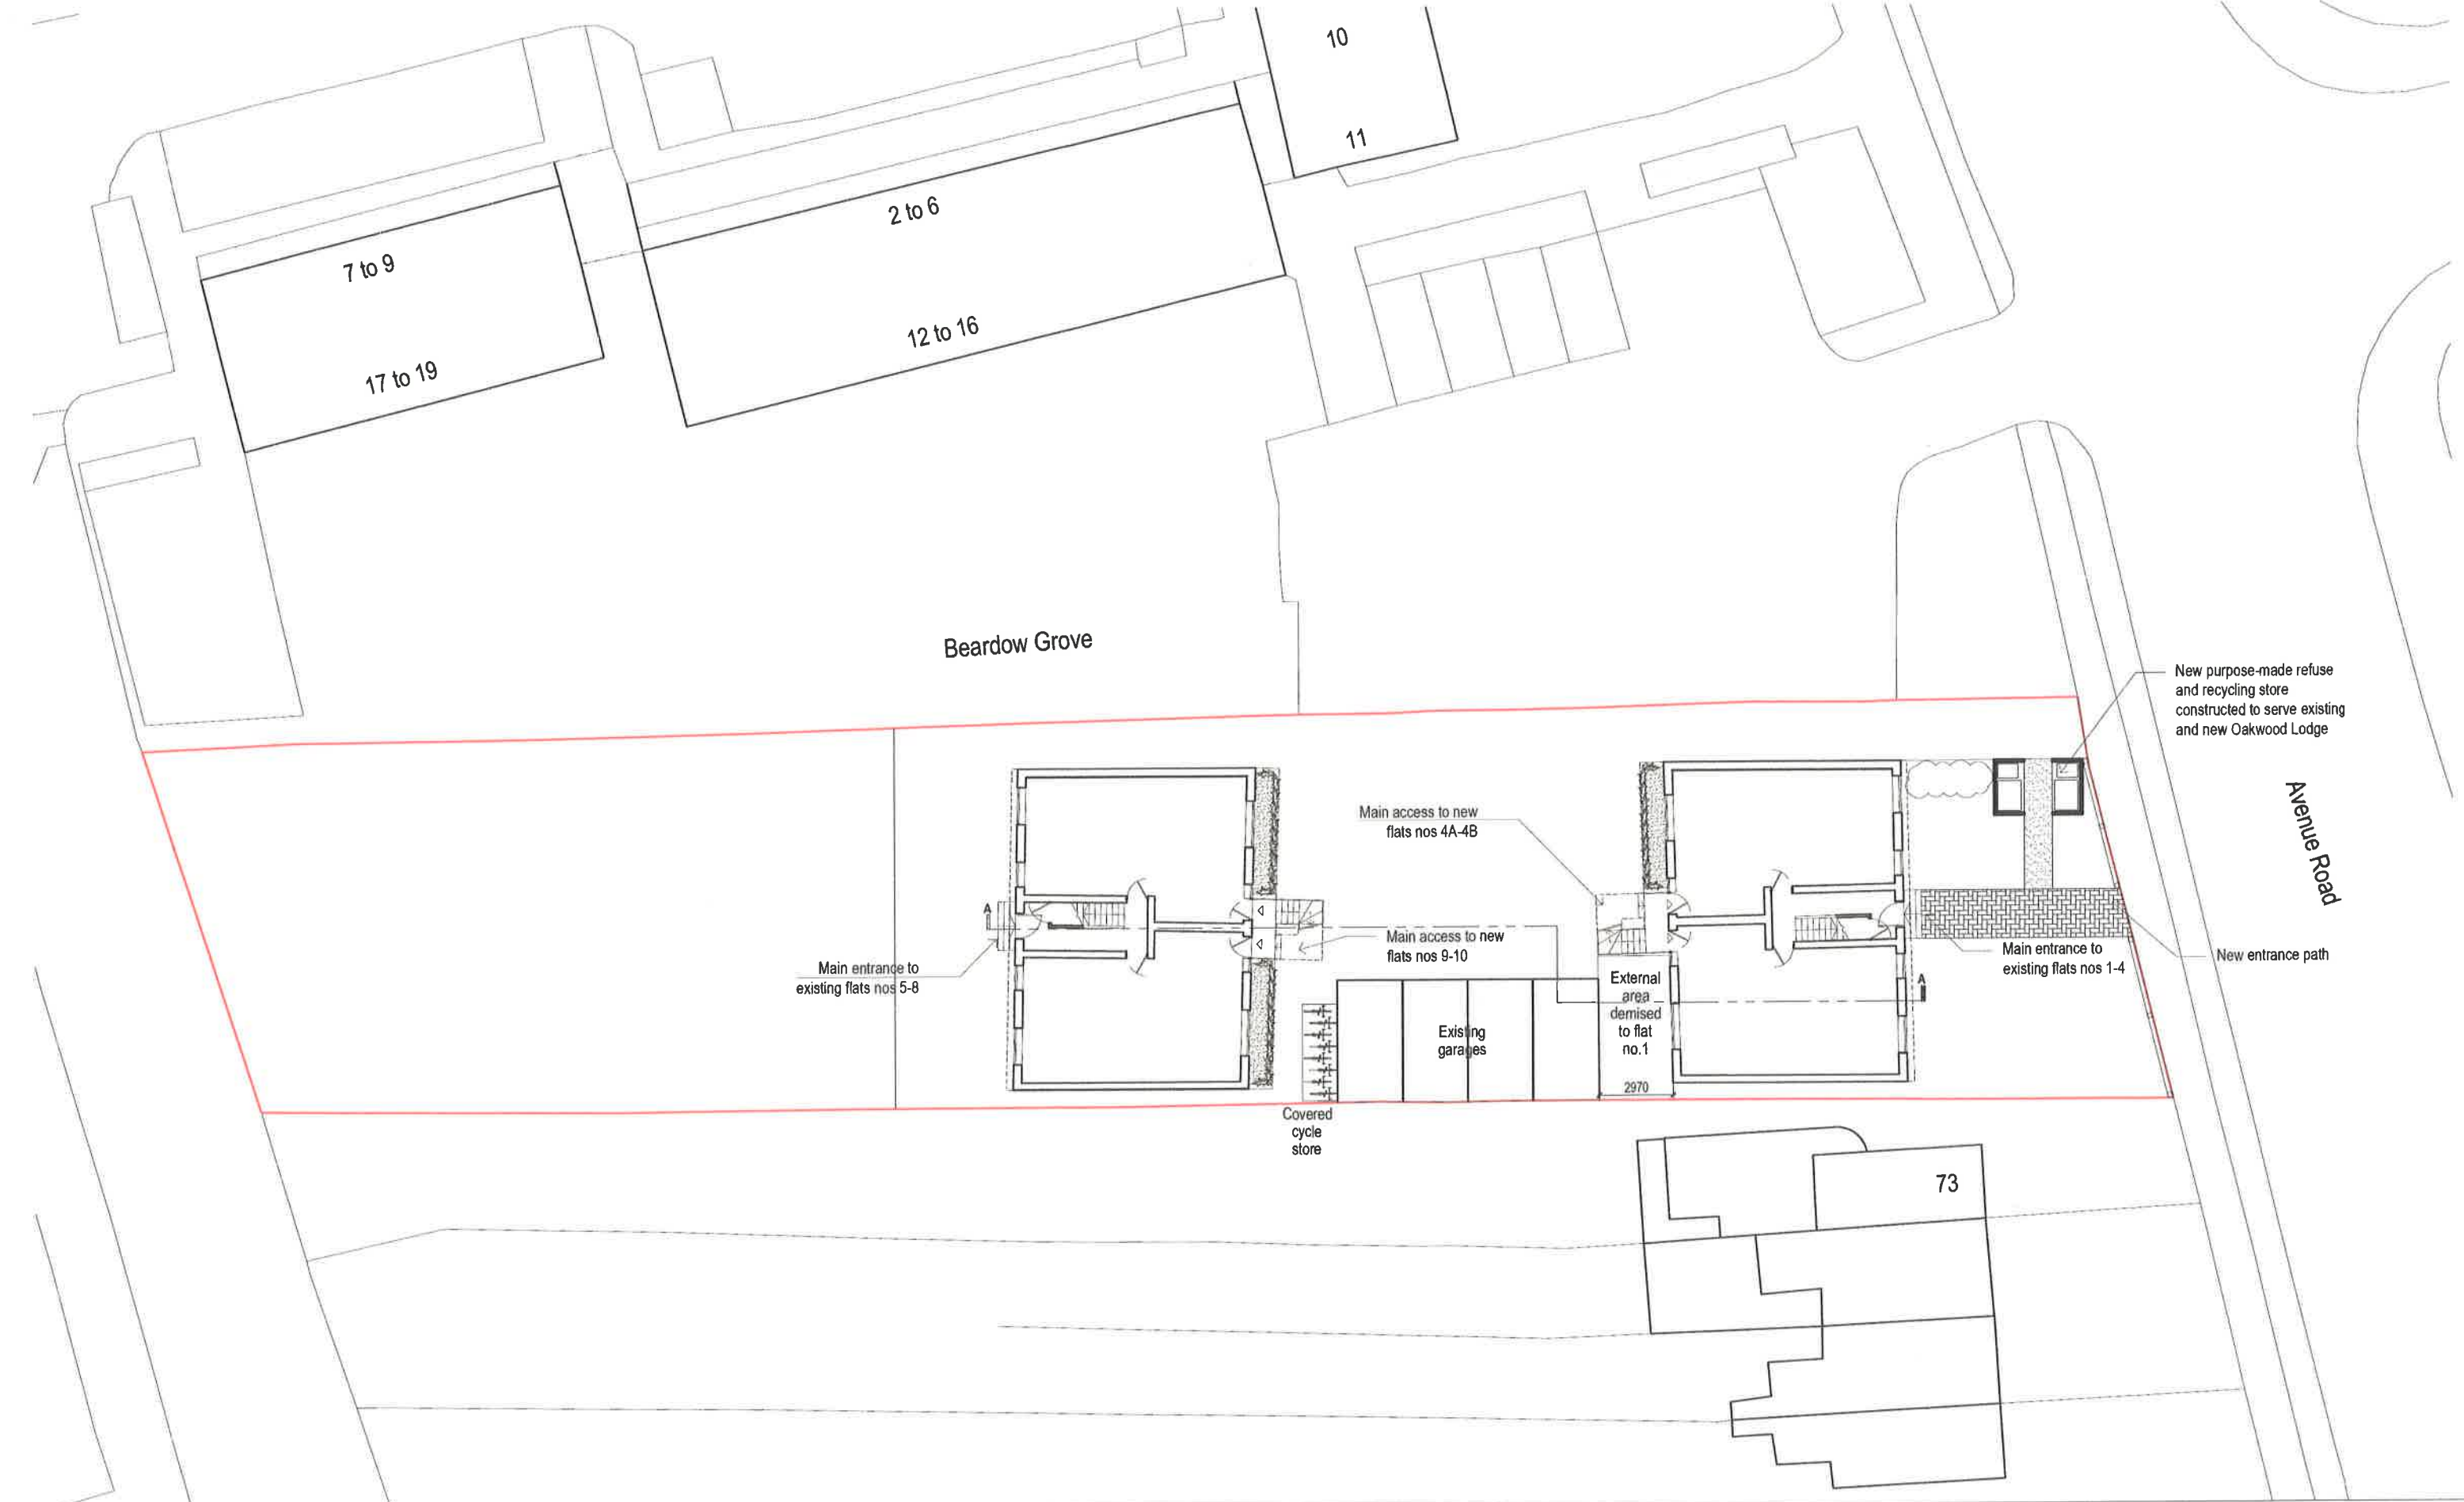 10
11
2 to 6
7 to 9
12 to 16
17 to 19
Beardow Grove
New purpose-made refuse
and recycling store
constructed to serve existing
and new Oakwood Lodge
Avenue Road
Main access to new
flats nos 4A-4B
A
Main access to new
flats nos 9-10
Main entrance to
existing flats nos 5-8
Main entrance to
existing flats nos 1-4
New entrance path
External
area
demised
to flat
no.1
A
Existing
garages
2970
Covered
cycle
store
73